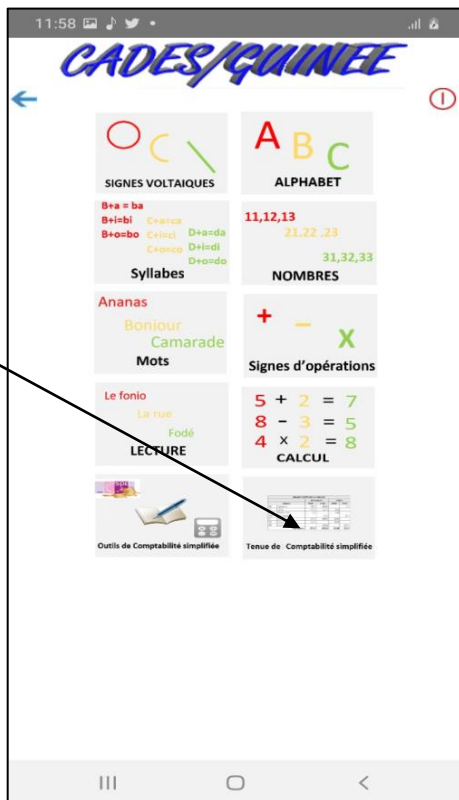 11:58
CADES/GUINEE
SIGNES VOLTAIQUES
A B C
ALPHABET
B+a = ba
B+i=bi C+a=ca
B+o=bo C+i=ci D+a=da
C+o=co D+i=di
D+o=do
Syllabes
11,12,13
21,22 ,23
31,32,33
NOMBRES
Ananas
Bonjour
Camarade
Mots
+ − X
Signes d'opérations
Le fonio
La rue
Fodé
LECTURE
5 + 2 = 7
8 - 3 = 5
4 × 2 = 8
CALCUL
Outils de Comptabilité simplifiée
Tenue de Comptabilité simplifiée